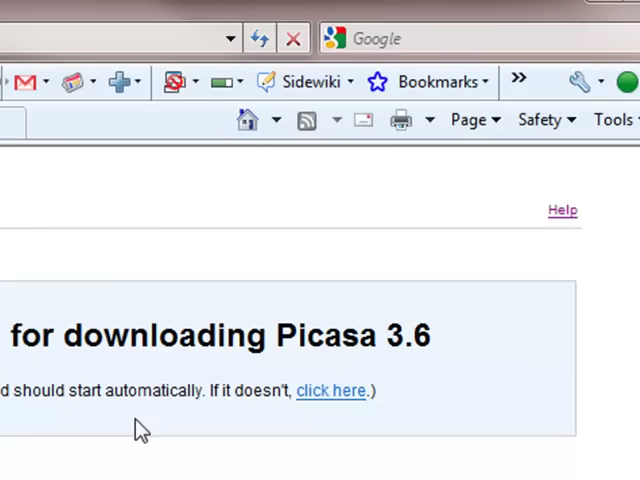 Google
Sidewiki Bookmarks »
Page Safety Tools
Help
for downloading Picasa 3.6
d should start automatically. If it doesn't, click here.)